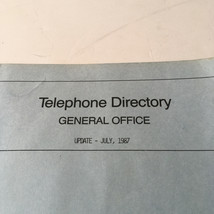 Telephone Directory
GENERAL OFFICE
UPDATE - JULY, 1987